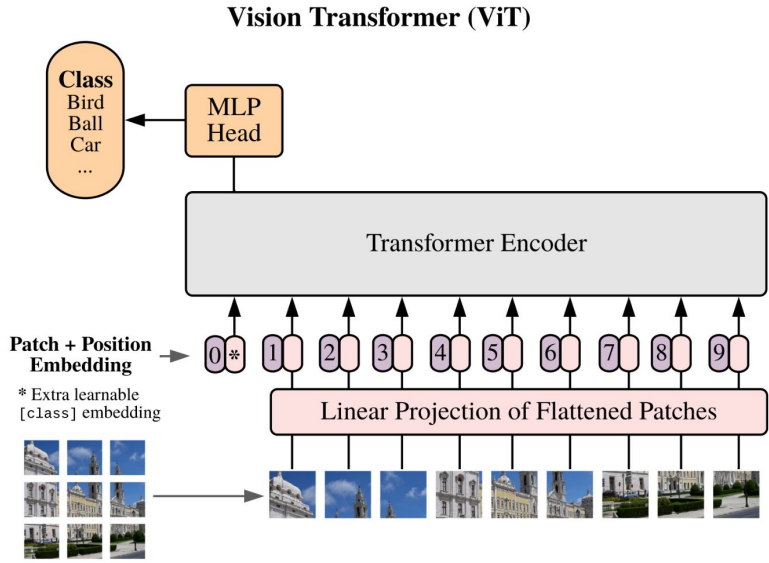 Vision Transformer (ViT)
Class
Bird
Ball
Car
...
MLP
Head
Transformer Encoder
Patch + Position
Embedding
0 * 1 2 3 4 5 6 7 8 9
* Extra learnable
[class] embedding
Linear Projection of Flattened Patches